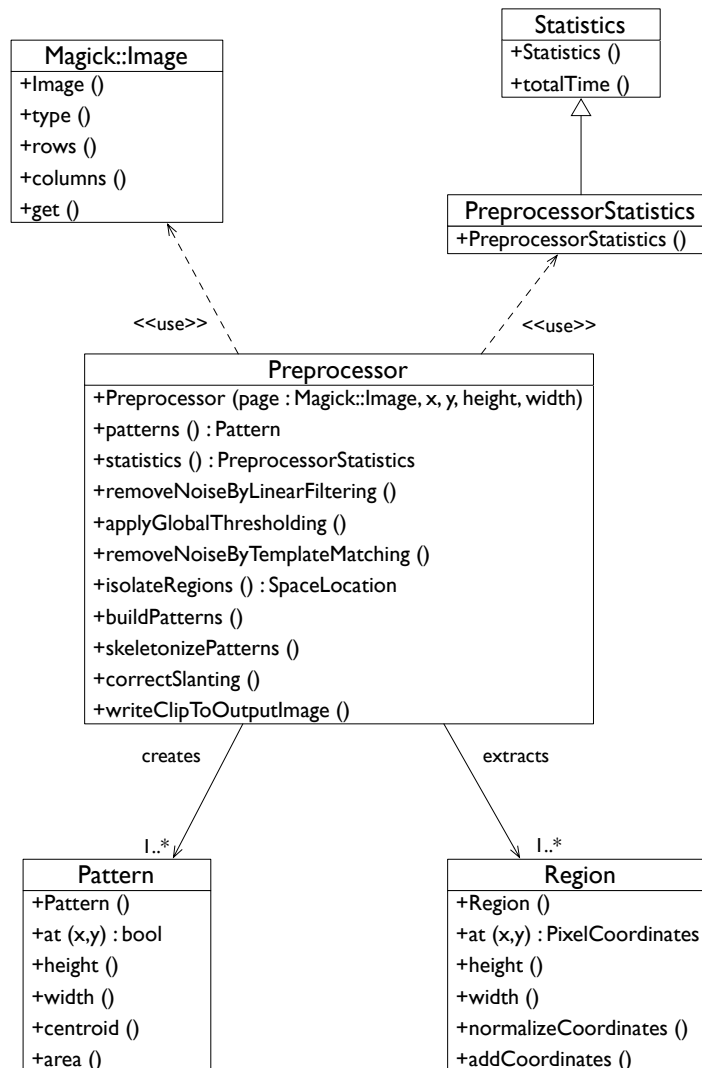 Statistics
+Statistics ()
+totalTime ()
Magick::Image
+Image ()
+type ()
+rows ()
+columns ()
+get ()
PreprocessorStatistics
+PreprocessorStatistics ()
<<use>>
<<use>>
Preprocessor
+Preprocessor (page : Magick::Image, x, y, height, width)
+patterns () : Pattern
+statistics () : PreprocessorStatistics
+removeNoiseByLinearFiltering ()
+applyGlobalThresholding ()
+removeNoiseByTemplateMatching ()
+isolateRegions () : SpaceLocation
+buildPatterns ()
+skeletonizePatterns ()
+correctSlanting ()
+writeClipToOutputImage ()
creates
extracts
1..*
1..*
Pattern
+Pattern ()
+at (x,y) : bool
+height ()
+width ()
+centroid ()
+area ()
Region
+Region ()
+at (x,y) : PixelCoordinates
+height ()
+width ()
+normalizeCoordinates ()
+addCoordinates ()